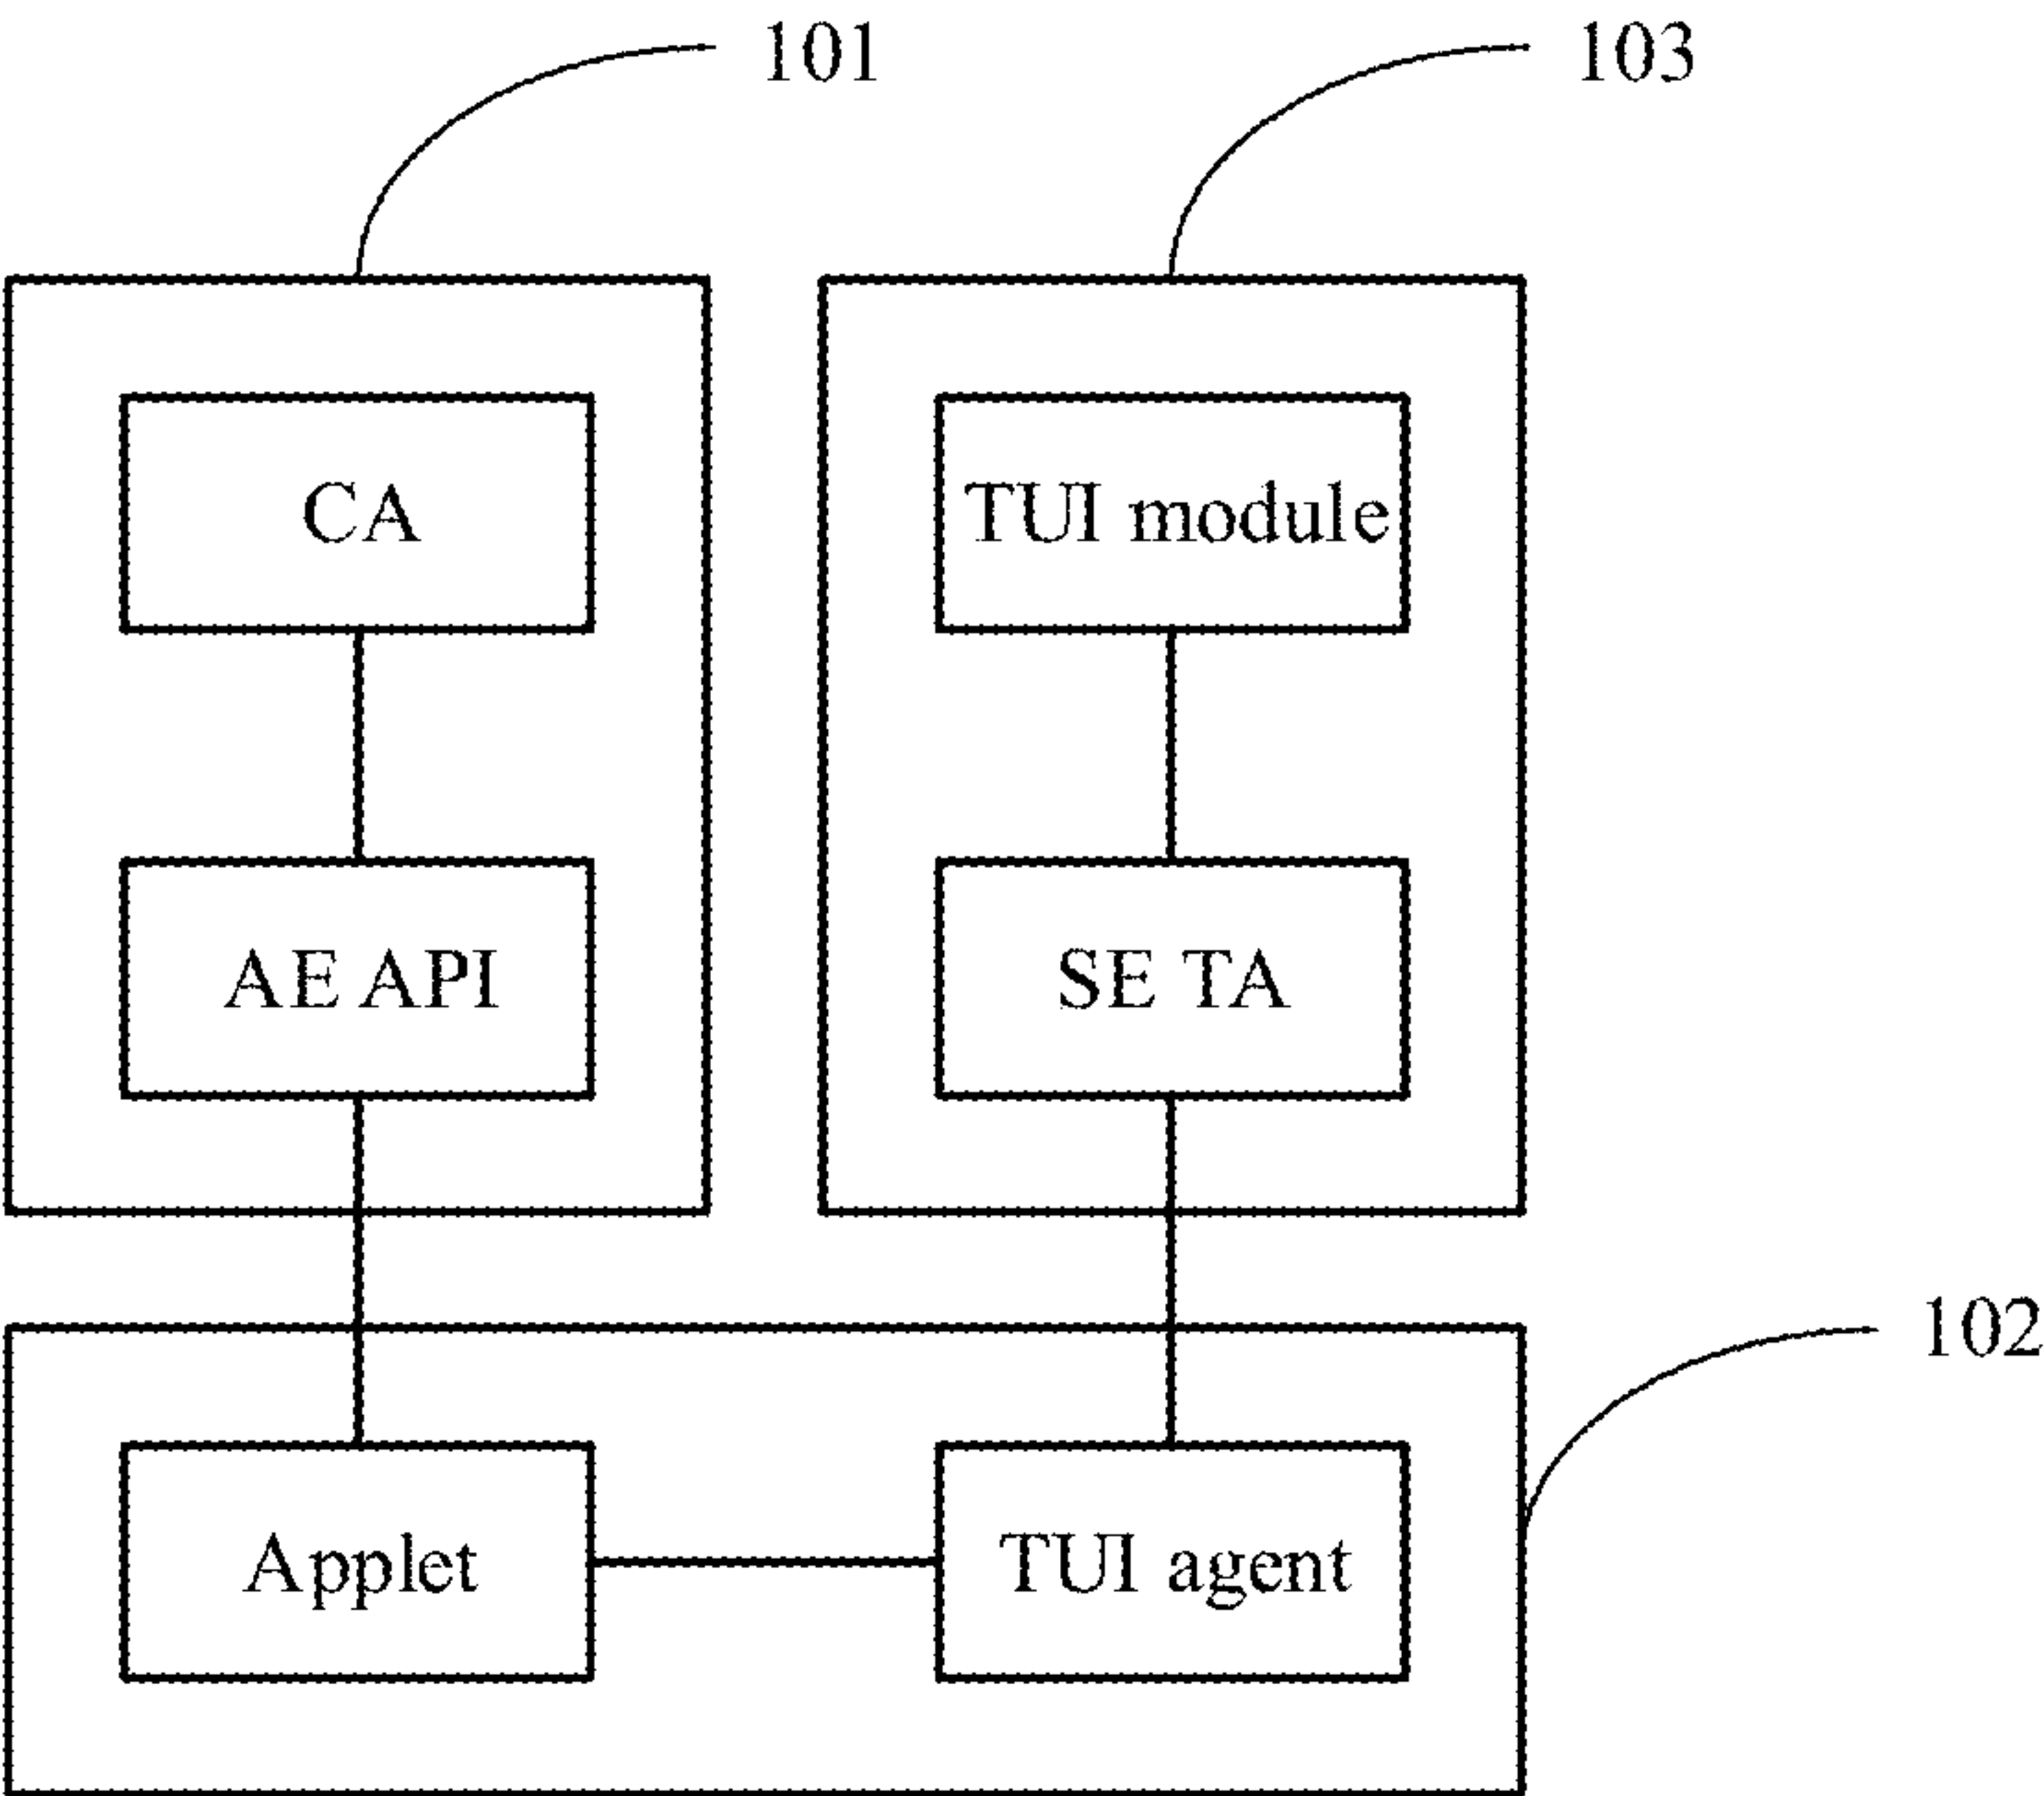 101
103
CA
TUI module
AE API
SE TA
102
Applet
TUI agent